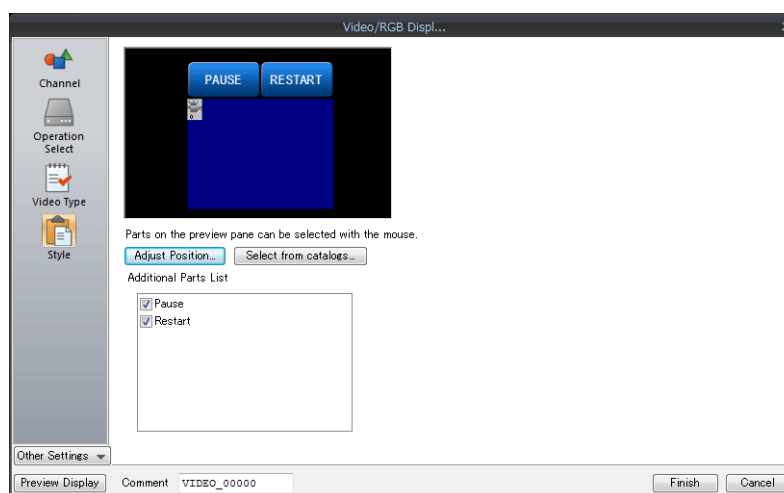 Video/RGB Displ...
Channel
Operation
Select
Video Type
Style
PAUSE RESTART
0
Parts on the preview pane can be selected with the mouse.
Adjust Position... Select from catalogs...
Additional Parts List
Pause
Restart
Other Settings
Preview Display Comment VIDEO_00000 Finish Cancel